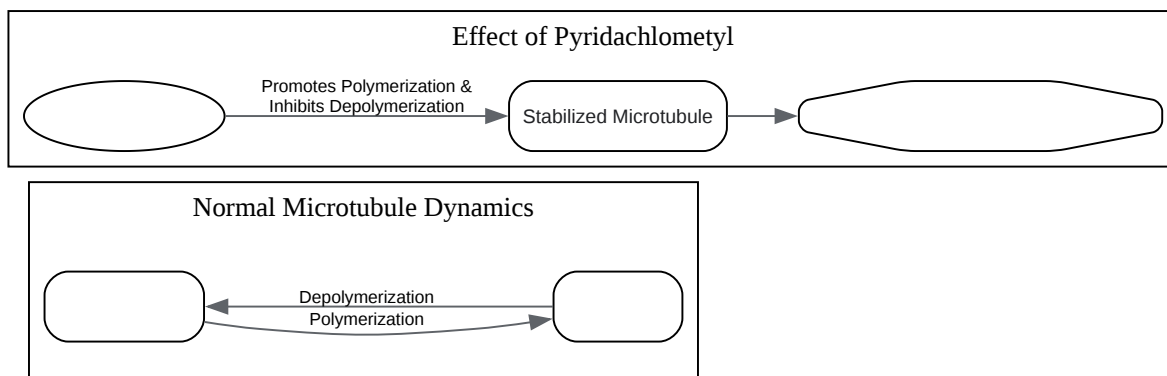 Effect of Pyridachlometyl
Promotes Polymerization &
Inhibits Depolymerization
Stabilized Microtubule
Normal Microtubule Dynamics
Depolymerization
Polymerization